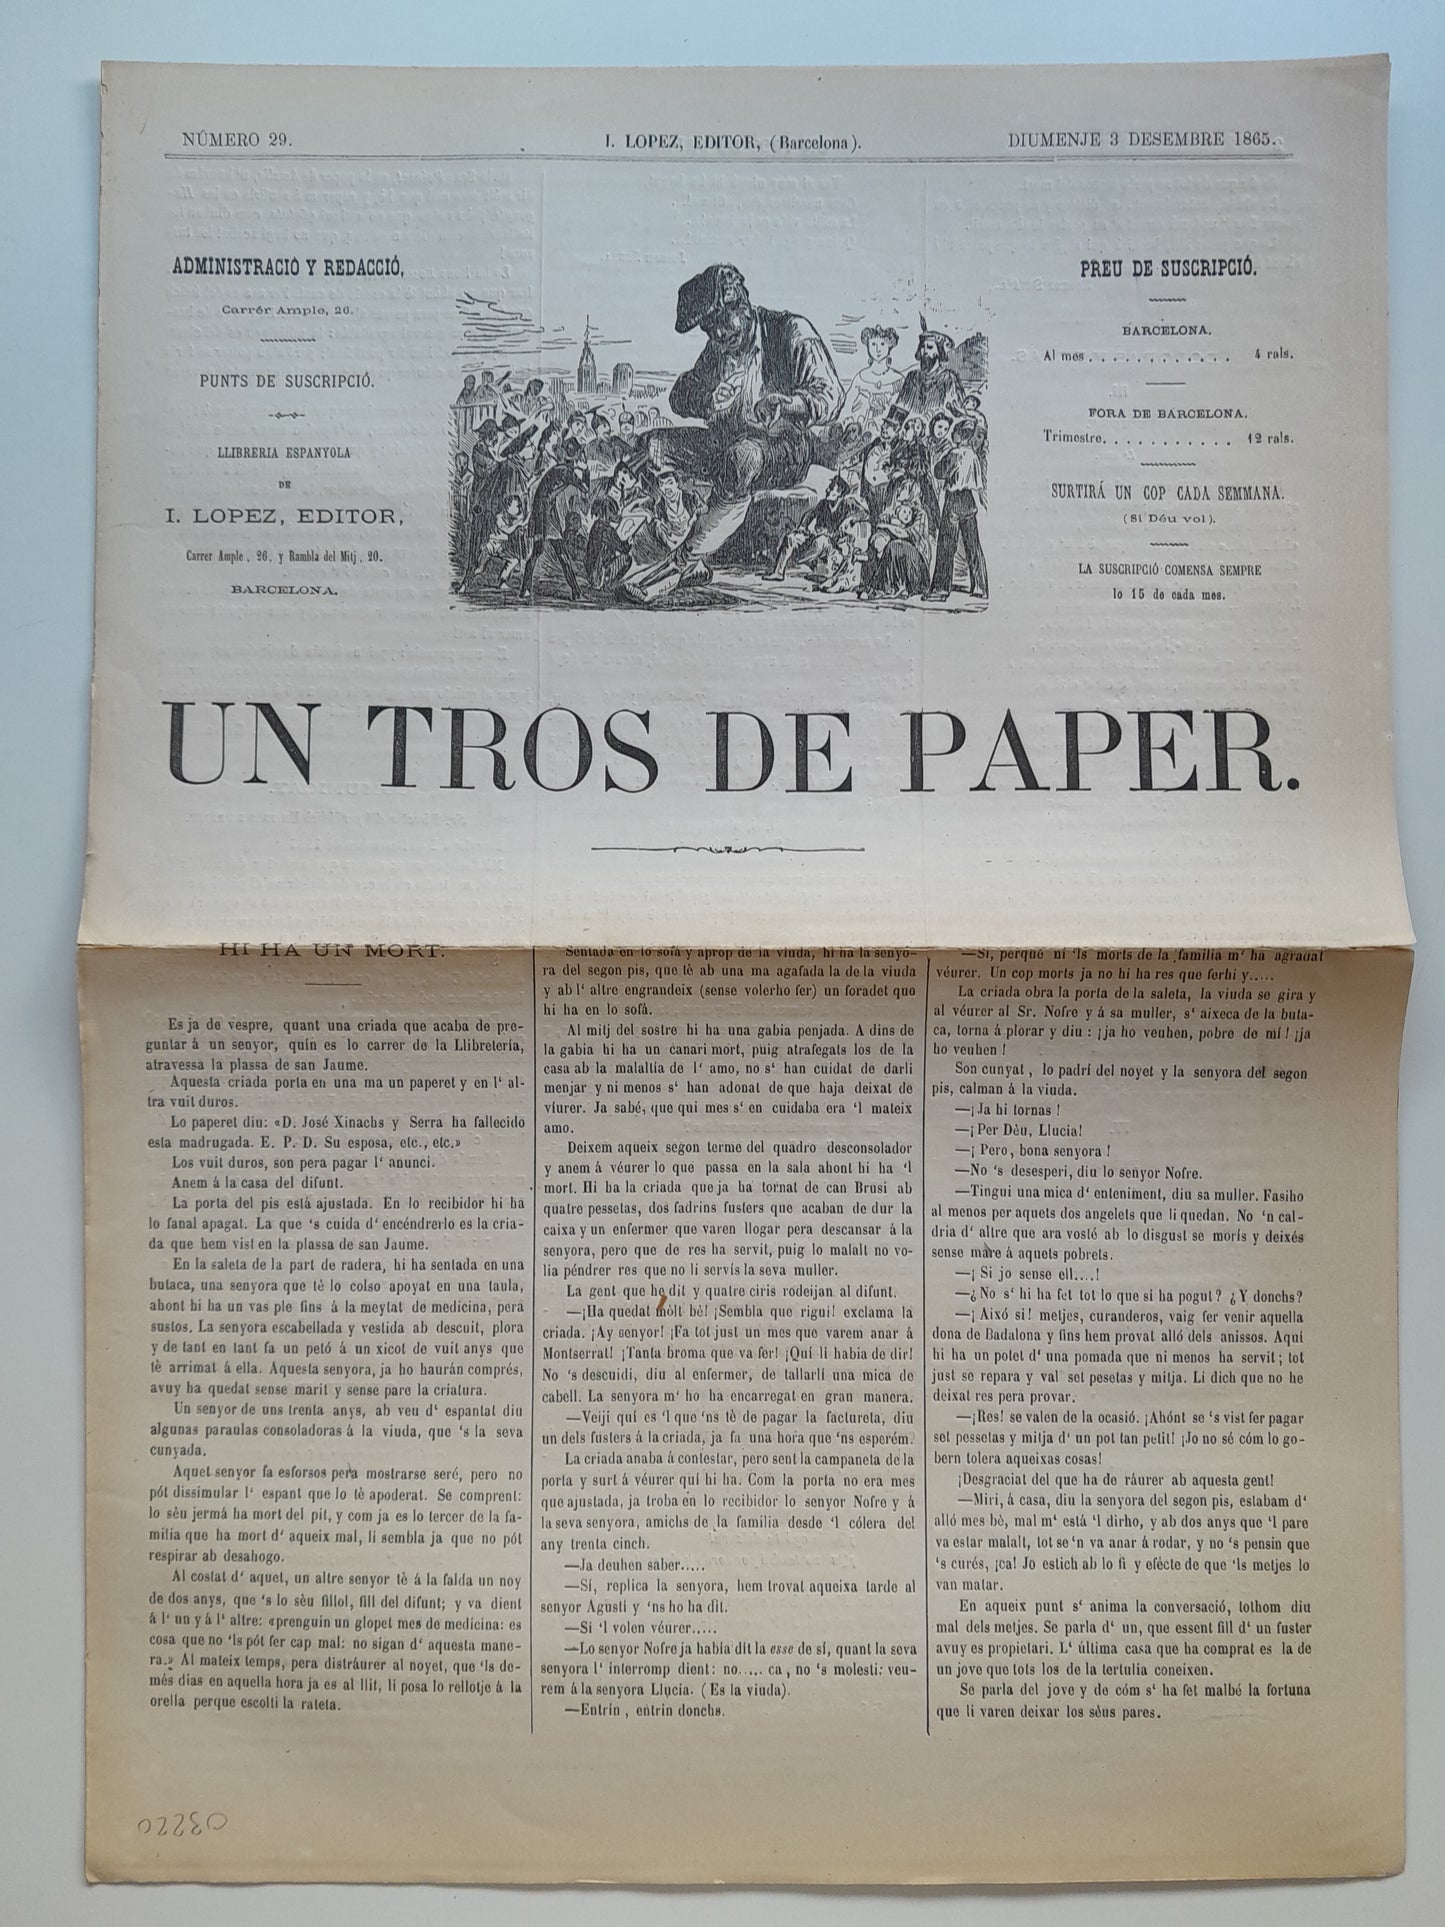 NÚMERO 29.
I. LOPEZ, EDITOR, (Barcelona).
DIUMENJE 3 DESEMBRE 1865.
ADMINISTRACIÓ Y REDACCIÓ,
Carrér Ample, 26.
PUNTS DE SUSCRIPCIÓ.
LLIBRERIA ESPANYOLA
DE
I. LOPEZ, EDITOR,
Carrer Ample, 26, y Rambla del Mitj, 20.
BARCELONA.
PREU DE SUSCRIPCIÓ.
BARCELONA.
Al mes . . . . . . . . . . . . 4 rals.
FORA DE BARCELONA.
Trimestre. . . . . . . . . . . 12 rals.
SURTIRÁ UN COP CADA SEMMANA.
(Si Déu vol).
LA SUSCRIPCIÓ COMENSA SEMPRE
lo 15 de cada mes.
UN TROS DE PAPER.
HI HA UN MORT.
Es ja de vespre, quant una criada que acaba de pre-
guntar á un senyor, quín es lo carrer de la Llibretería,
atravessa la plassa de san Jaume.
Aquesta criada porta en una ma un paperet y en l' al-
tra vuit duros.
Lo paperet diu: «D. José Xinachs y Serra ha fallecido
esta madrugada. E. P. D. Su esposa, etc., etc.»
Los vuit duros, son pera pagar l' anunci.
Anem á la casa del difunt.
La porta del pis está ajustada. En lo recibidor hi ha
lo fanal apagat. La que 's cuida d' encéndrerlo es la cria-
da que hem vist en la plassa de san Jaume.
En la saleta de la part de radera, hi ha sentada en una
butaca, una senyora que tè lo colso apoyat en una taula,
ahont hi ha un vas ple fins á la meytat de medicina, pera
sustos. La senyora escabellada y vestida ab descuit, plora
y de tant en tant fa un petó á un xicot de vuit anys que
tè arrimat á ella. Aquesta senyora, ja ho haurán comprés,
avuy ha quedat sense marit y sense pare la criatura.
Un senyor de uns trenta anys, ab veu d' espantat diu
algunas paraulas consoladoras á la viuda, que 's la seva
cunyada.
Aquet senyor fa esforsos pera mostrarse seré, pero no
pót dissimular l' espant que lo tè apoderat. Se comprent:
lo sèu jermá ha mort del pit, y com ja es lo tercer de la fa-
milia que ha mort d' aqueix mal, li sembla ja que no pót
respirar ab desahogo.
Al costat d' aquet, un altre senyor tè á la falda un noy
de dos anys, que 's lo sèu fillol, fill del difunt; y va dient
á l' un y á l' altre: «prenguin un glopet mes de medicina: es
cosa que no 'ls pót fer cap mal: no sigan d' aquesta mane-
ra.» Al mateix temps, pera distráurer al noyet, que 'ls de-
més dias en aquella hora ja es al llit, li posa lo rellotje á la
orella perque escolti la rateta.
Sentada en lo sofá y aprop de la viuda, hi ha la senyo-
ra del segon pis, que tè ab una ma agafada la de la viuda
y ab l' altre engrandeix (sense volerho fer) un foradet que
hi ha en lo sofá.
Al mitj del sostre hi ha una gabia penjada. A dins de
la gabia hi ha un canari mort, puig atrafegats los de la
casa ab la malaltía de l' amo, no s' han cuidat de darli
menjar y ni menos s' han adonat de que haja deixat de
víurer. Ja sabé, que qui mes s' en cuidaba era 'l mateix
amo.
Deixem aqueix segon terme del quadro desconsolador
y anem á véurer lo que passa en la sala ahont hi ha 'l
mort. Hi ha la criada que ja ha tornat de can Brusi ab
quatre pessetas, dos fadrins fusters que acaban de dur la
caixa y un enfermer que varen llogar pera descansar á la
senyora, pero que de res ha servit, puig lo malalt no vo-
lia péndrer res que no li servís la seva muller.
La gent que he dit y quatre ciris rodeijan al difunt.
—¡Ha quedat mólt bè! ¡Sembla que rigui! exclama la
criada. ¡Ay senyor! ¡Fa tot just un mes que varem anar á
Montserrat! ¡Tanta broma que va fer! ¡Quí li habia de dir!
No 's descuidi, diu al enfermer, de tallarli una mica de
cabell. La senyora m' ho ha encarregat en gran manera.
—Veiji quí es 'l que 'ns tè de pagar la factureta, diu
un dels fusters á la criada, ja fa una hora que 'ns esperém.
La criada anaba á contestar, pero sent la campaneta de la
porta y surt á véurer quí hi ha. Com la porta no era mes
que ajustada, ja troba en lo recibidor lo senyor Nofre y á
la seva senyora, amichs de la familia desde 'l cólera del
any trenta cinch.
—Ja deuhen saber.....
—Sí, replica la senyora, hem trovat aqueixa tarde al
senyor Agustí y 'ns ho ha dit.
—Si 'l volen véurer.....
—Lo senyor Nofre ja habia dit la esse de sí, quant la seva
senyora l' interromp dient: no..... ca, no 's molesti: veu-
rem á la senyora Llucia. (Es la viuda).
—Entrin, entrin donchs.
—Sí, perqué ni 'ls morts de la familia m' ha agradat
véurer. Un cop morts ja no hi ha res que ferhi y.....
La criada obra la porta de la saleta, la viuda se gira y
al véurer al Sr. Nofre y á sa muller, s' aixeca de la buta-
ca, torna á plorar y diu: ¡ja ho veuhen, pobre de mí! ¡ja
ho veuhen!
Son cunyat, lo padrí del noyet y la senyora del segon
pis, calman á la viuda.
—¡Ja hi tornas!
—¡Per Dèu, Llucia!
—¡Pero, bona senyora!
—No 's desesperi, diu lo senyor Nofre.
—Tingui una mica d' enteniment, diu sa muller. Fasiho
al menos per aquets dos angelets que li quedan. No 'n cal-
dria d' altre que ara vosté ab lo disgust se morís y deixés
sense mare á aquets pobrets.
—¡Si jo sense ell....!
—¿No s' hi ha fet tot lo que si ha pogut? ¿Y donchs?
—¡Aixó si! metjes, curanderos, vaig fer venir aquella
dona de Badalona y fins hem provat alló dels anissos. Aquí
hi ha un potet d' una pomada que ni menos ha servit; tot
just se repara y val set pesetas y mitja. Li dich que no he
deixat res pera provar.
—¡Res! se valen de la ocasió. ¡Ahónt se 's vist fer pagar
set pessetas y mitja d' un pot tan petit! ¡Jo no sé cóm lo go-
bern tolera aqueixas cosas!
¡Desgraciat del que ha de ráurer ab aquesta gent!
—Miri, á casa, diu la senyora del segon pis, estabam d'
alló mes bè, mal m' está 'l dirho, y ab dos anys que 'l pare
va estar malalt, tot se 'n va anar á rodar, y no 's pensin que
's curés, ¡ca! Jo estich ab lo fi y efécte de que 'ls metjes lo
van matar.
En aqueix punt s' anima la conversació, tothom diu
mal dels metjes. Se parla d' un, que essent fill d' un fuster
avuy es propietari. L' última casa que ha comprat es la de
un jove que tots los de la tertulia coneixen.
Se parla del jove y de cóm s' ha fet malbé la fortuna
que li varen deixar los sèus pares.
03220